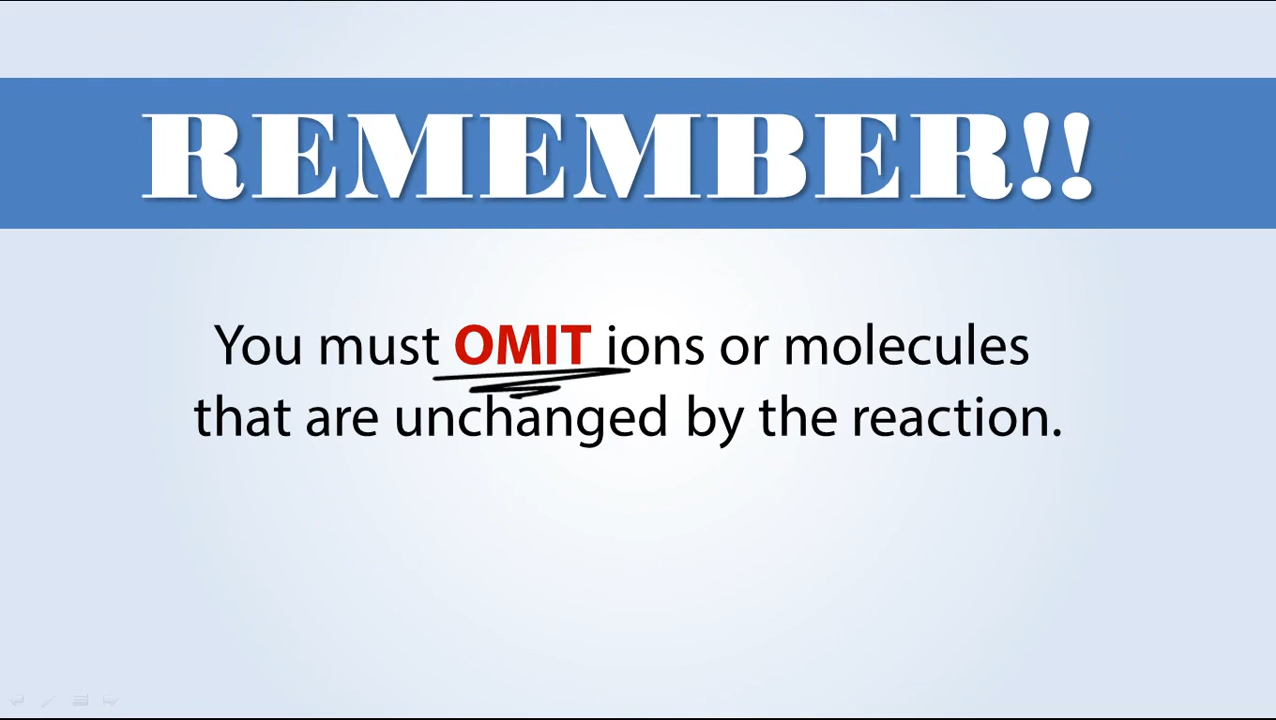 REMEMBER!!
You must OMIT ions or molecules
that are unchanged by the reaction.